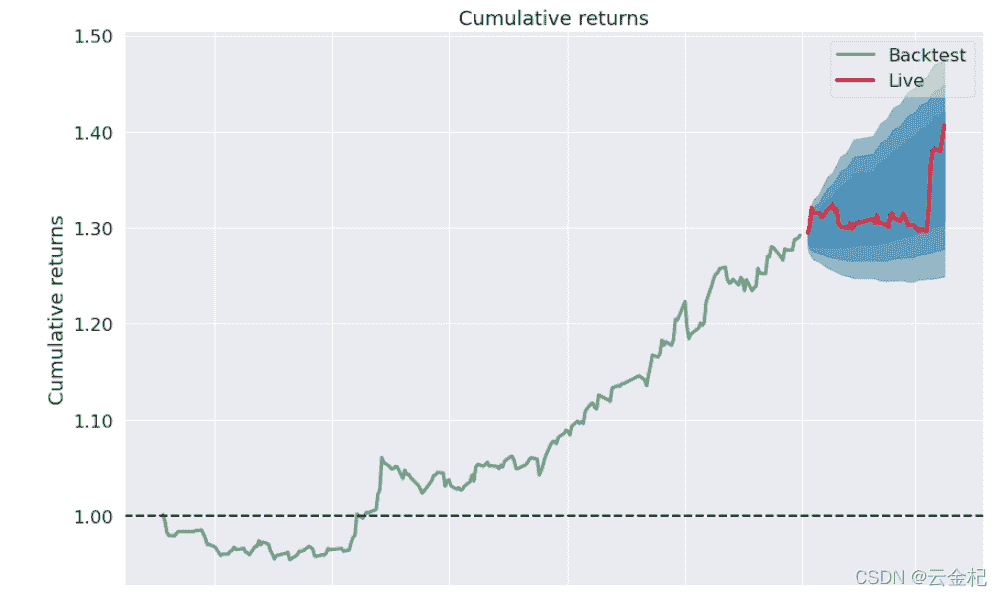 Cumulative returns
1.50
Backtest
Live
1.40
1.30
1.20
1.10
1.00
Cumulative returns
CSDN @云金杞